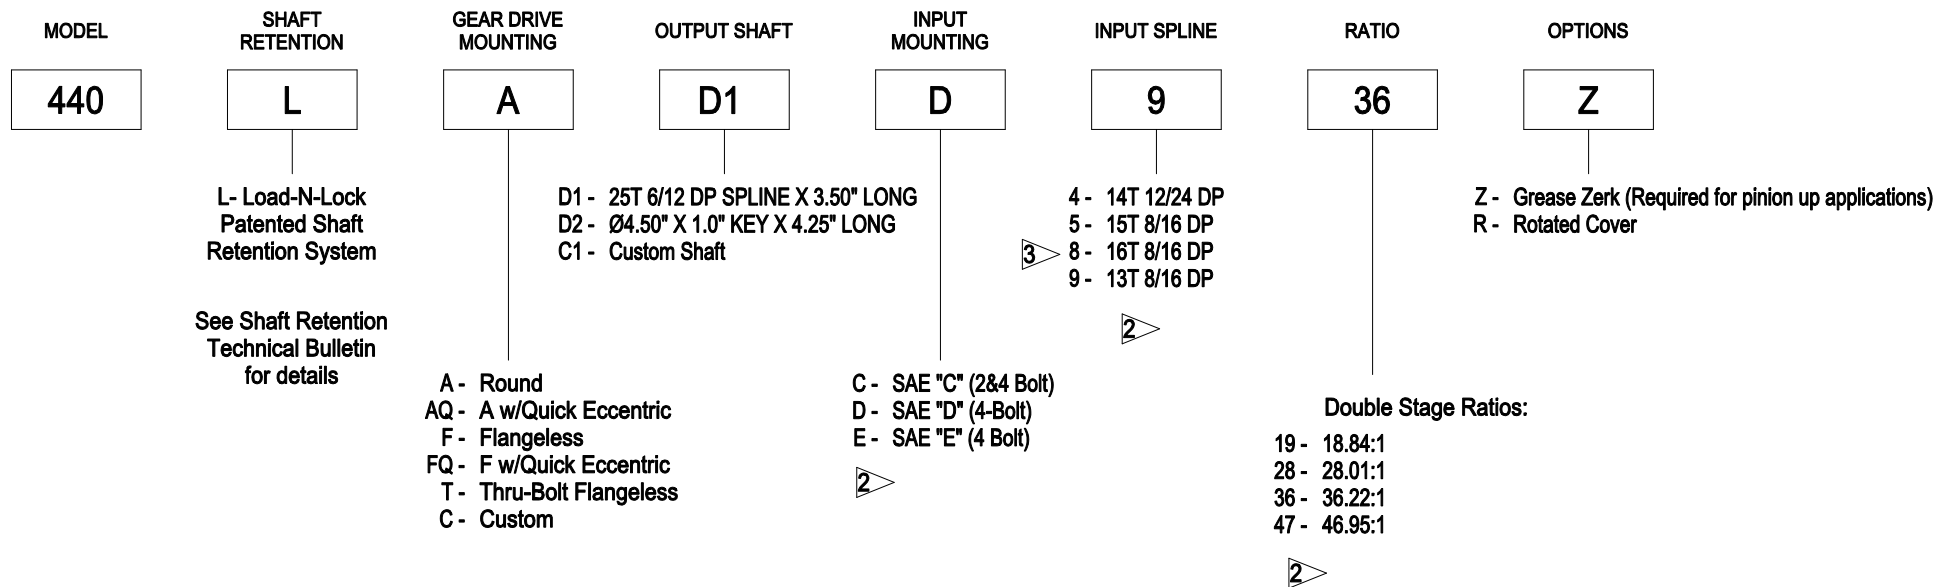 MODEL
SHAFT
RETENTION
GEAR DRIVE
MOUNTING
OUTPUT SHAFT
INPUT
MOUNTING
INPUT SPLINE
RATIO
OPTIONS
440
L
A
D1
D
9
36
Z
L- Load-N-Lock
Patented Shaft
Retention System
See Shaft Retention
Technical Bulletin
for details
A - Round
AQ - A w/Quick Eccentric
F - Flangeless
FQ - F w/Quick Eccentric
T - Thru-Bolt Flangeless
C - Custom
D1 - 25T 6/12 DP SPLINE X 3.50" LONG
D2 - Ø4.50" X 1.0" KEY X 4.25" LONG
C1 - Custom Shaft
C - SAE "C" (2&4 Bolt)
D - SAE "D" (4-Bolt)
E - SAE "E" (4 Bolt)
2
4 - 14T 12/24 DP
5 - 15T 8/16 DP
3 8 - 16T 8/16 DP
9 - 13T 8/16 DP
2
Double Stage Ratios:
19 - 18.84:1
28 - 28.01:1
36 - 36.22:1
47 - 46.95:1
2
Z - Grease Zerk (Required for pinion up applications)
R - Rotated Cover